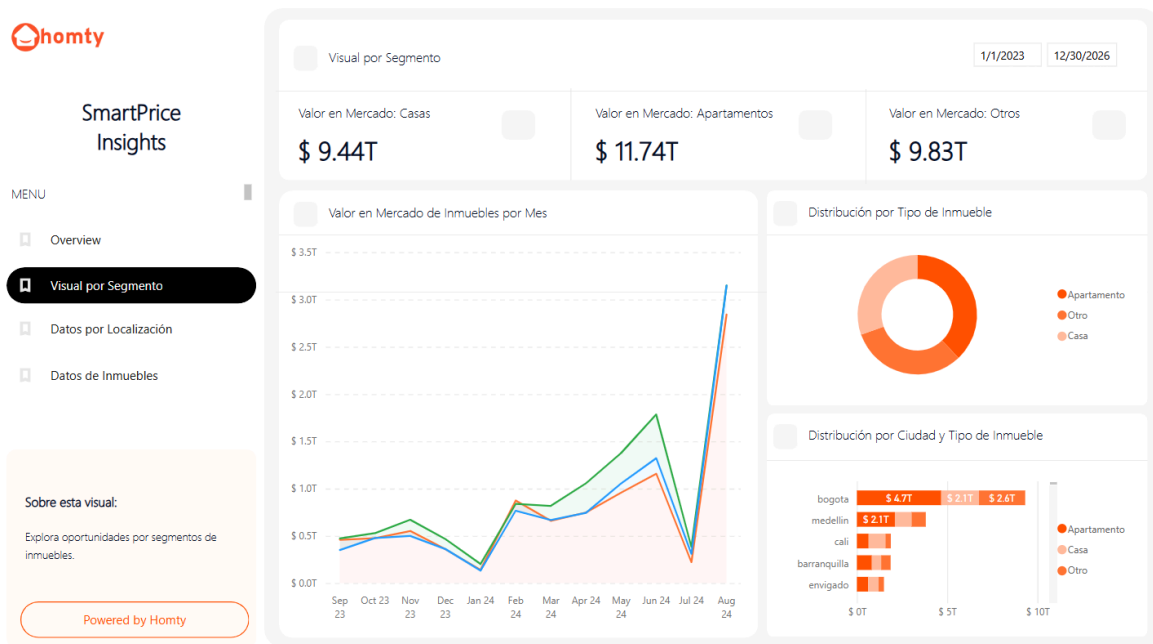 homty
SmartPrice
Insights
MENU
Overview
Visual por Segmento
Datos por Localización
Datos de Inmuebles
Sobre esta visual:
Explora oportunidades por segmentos de
inmuebles.
Powered by Homty
Visual por Segmento
1/1/2023
12/30/2026
Valor en Mercado: Casas
$ 9.44T
Valor en Mercado: Apartamentos
$ 11.74T
Valor en Mercado: Otros
$ 9.83T
Valor en Mercado de Inmuebles por Mes
$ 3.5T
$ 3.0T
$ 2.5T
$ 2.0T
$ 1.5T
$ 1.0T
$ 0.5T
$ 0.0T
Sep 23
Oct 23
Nov 23
Dec 23
Jan 24
Feb 24
Mar 24
Apr 24
May 24
Jun 24
Jul 24
Aug 24
Distribución por Tipo de Inmueble
Apartamento
Otro
Casa
Distribución por Ciudad y Tipo de Inmueble
bogota
$ 4.7T
$ 2.1T
$ 2.6T
medellin
$ 2.1T
cali
barranquilla
envigado
$ 0T
$ 5T
$ 10T
Apartamento
Casa
Otro